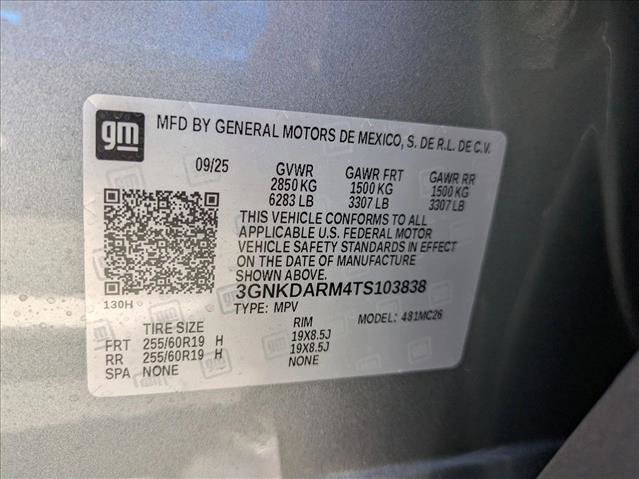 gm
MFD BY GENERAL MOTORS DE MEXICO, S. DE R.L. DE C.V.
09/25 GVWR GAWR FRT GAWR RR
2850 KG 1500 KG 1500 KG
6283 LB 3307 LB 3307 LB
THIS VEHICLE CONFORMS TO ALL
APPLICABLE U.S. FEDERAL MOTOR
VEHICLE SAFETY STANDARDS IN EFFECT
ON THE DATE OF MANUFACTURE
SHOWN ABOVE.
3GNKDARM4TS103838
130H
TYPE: MPV MODEL: 481MC26
TIRE SIZE RIM
FRT 255/60R19 H 19X8.5J
RR 255/60R19 H 19X8.5J
SPA NONE NONE